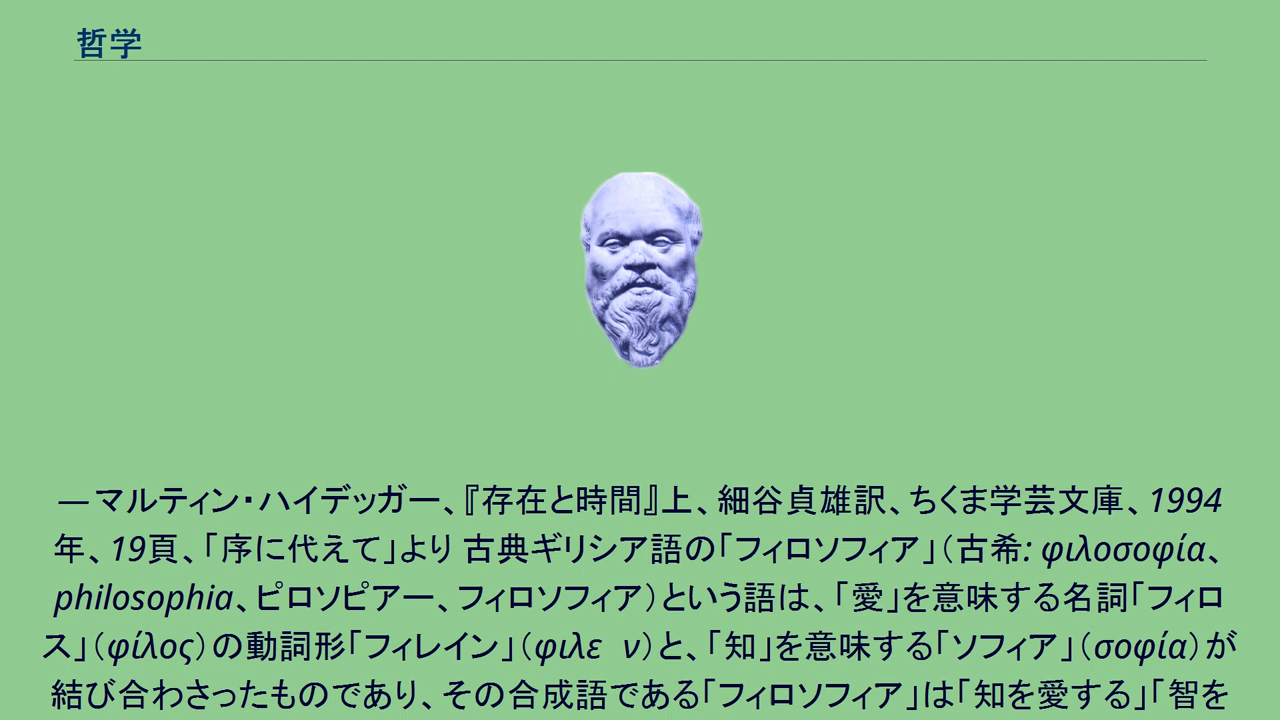 哲学
—マルティン・ハイデッガー、『存在と時間』上、細谷貞雄訳、ちくま学芸文庫、1994
年、19頁、「序に代えて」より 古典ギリシア語の「フィロソフィア」（古希: φιλοσοφία、
philosophia、ピロソピアー、フィロソフィア）という語は、「愛」を意味する名詞「フィロ
ス」（φίλος）の動詞形「フィレイン」（φιλε ν）と、「知」を意味する「ソフィア」（σοφία）が
結び合わさったものであり、その合成語である「フィロソフィア」は「知を愛する」「智を